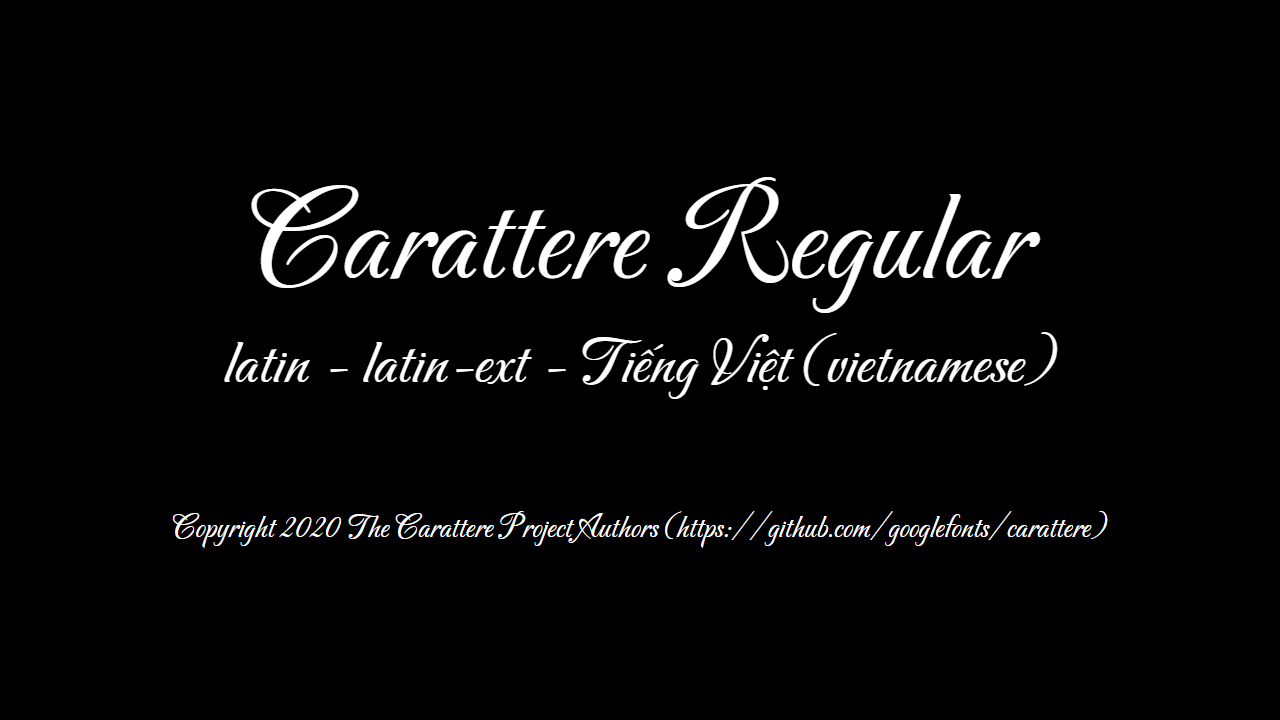 Carattere Regular
latin - latin-ext - Tiếng Việt (vietnamese)
Copyright 2020 The Carattere Project Authors (https://github.com/googlefonts/carattere)